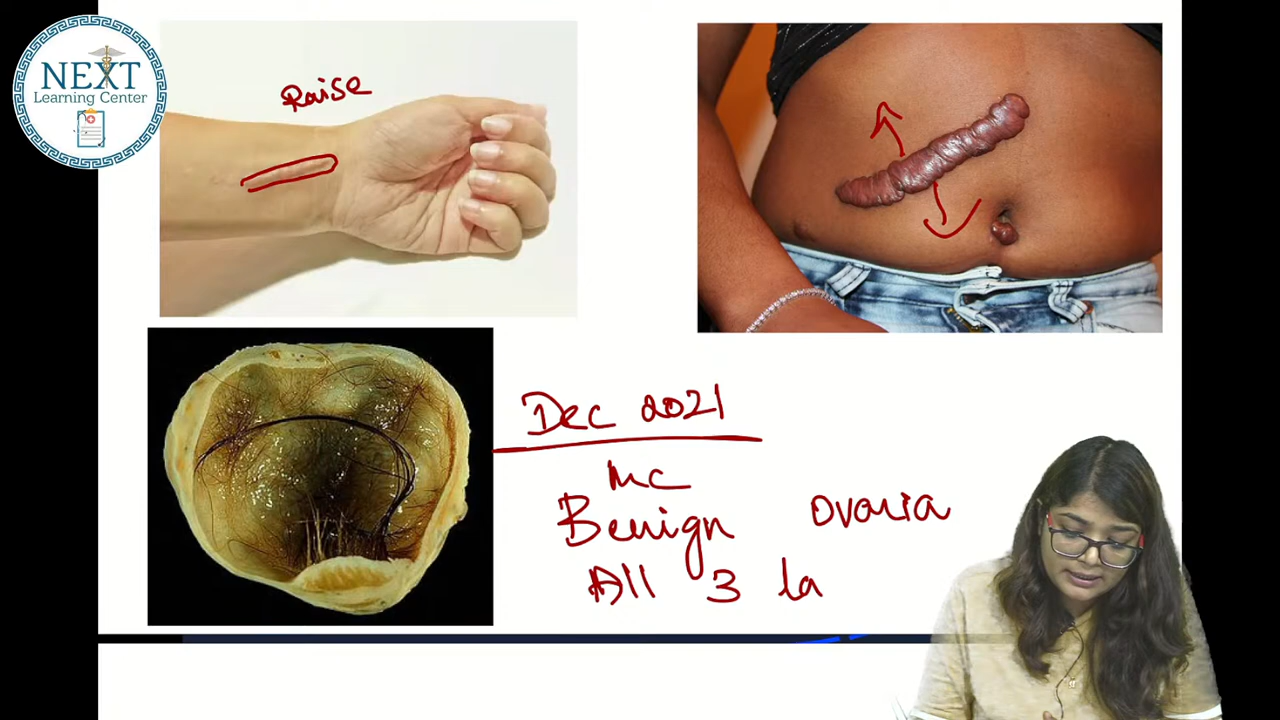 NEXT
Learning Center
Raise
Dec 2021
MC
Benign ovaria
All 3 la